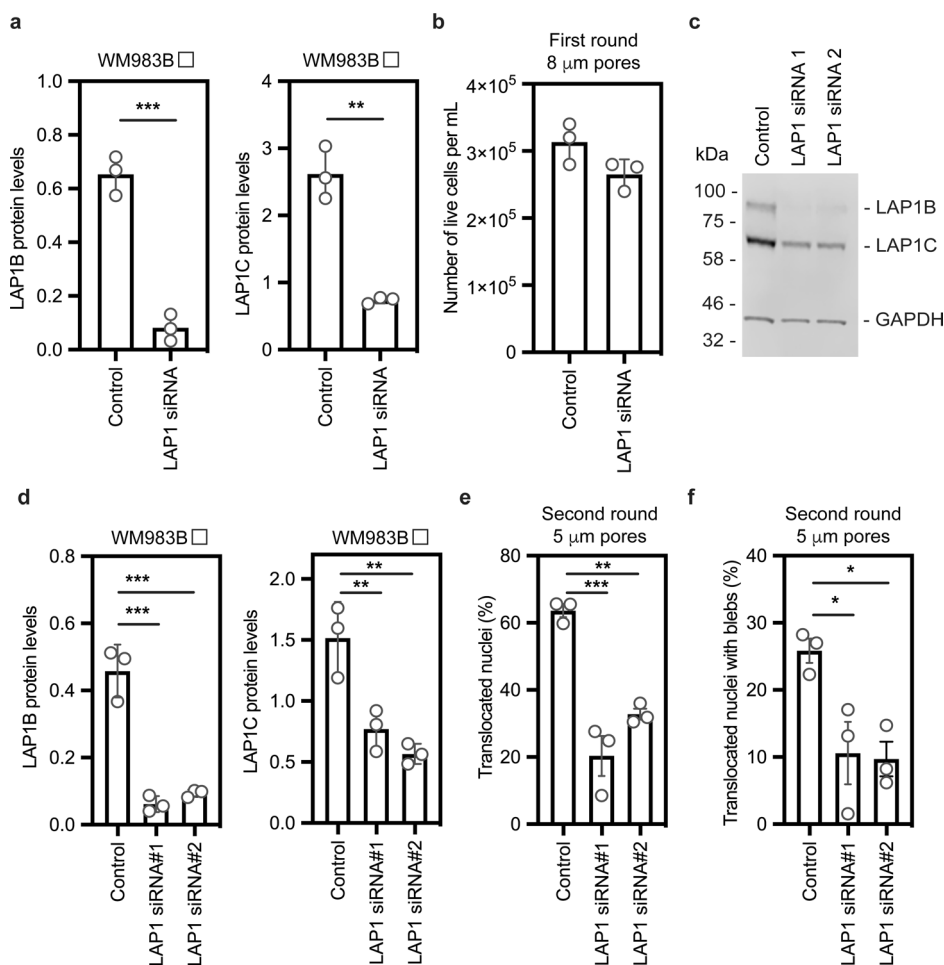 a
WM983B □
LAP1B protein levels
1.0
0.8
0.6
0.4
0.2
0.0
***
Control
LAP1 siRNA
WM983B □
LAP1C protein levels
4
3
2
1
0
**
Control
LAP1 siRNA
b
First round
8 µm pores
Number of live cells per mL
4×10⁵
3×10⁵
2×10⁵
1×10⁵
0
Control
LAP1 siRNA
c
Control
LAP1 siRNA 1
LAP1 siRNA 2
kDa
100 -
75 -
58 -
46 -
32 -
- LAP1B
- LAP1C
- GAPDH
d
WM983B □
LAP1B protein levels
0.8
0.6
0.4
0.2
0.0
***
***
Control
LAP1 siRNA#1
LAP1 siRNA#2
WM983B □
LAP1C protein levels
2.0
1.5
1.0
0.5
0.0
**
**
Control
LAP1 siRNA#1
LAP1 siRNA#2
e
Second round
5 µm pores
Translocated nuclei (%)
80
60
40
20
0
**
***
Control
LAP1 siRNA#1
LAP1 siRNA#2
f
Second round
5 µm pores
Translocated nuclei with blebs (%)
40
30
20
10
0
*
*
Control
LAP1 siRNA#1
LAP1 siRNA#2